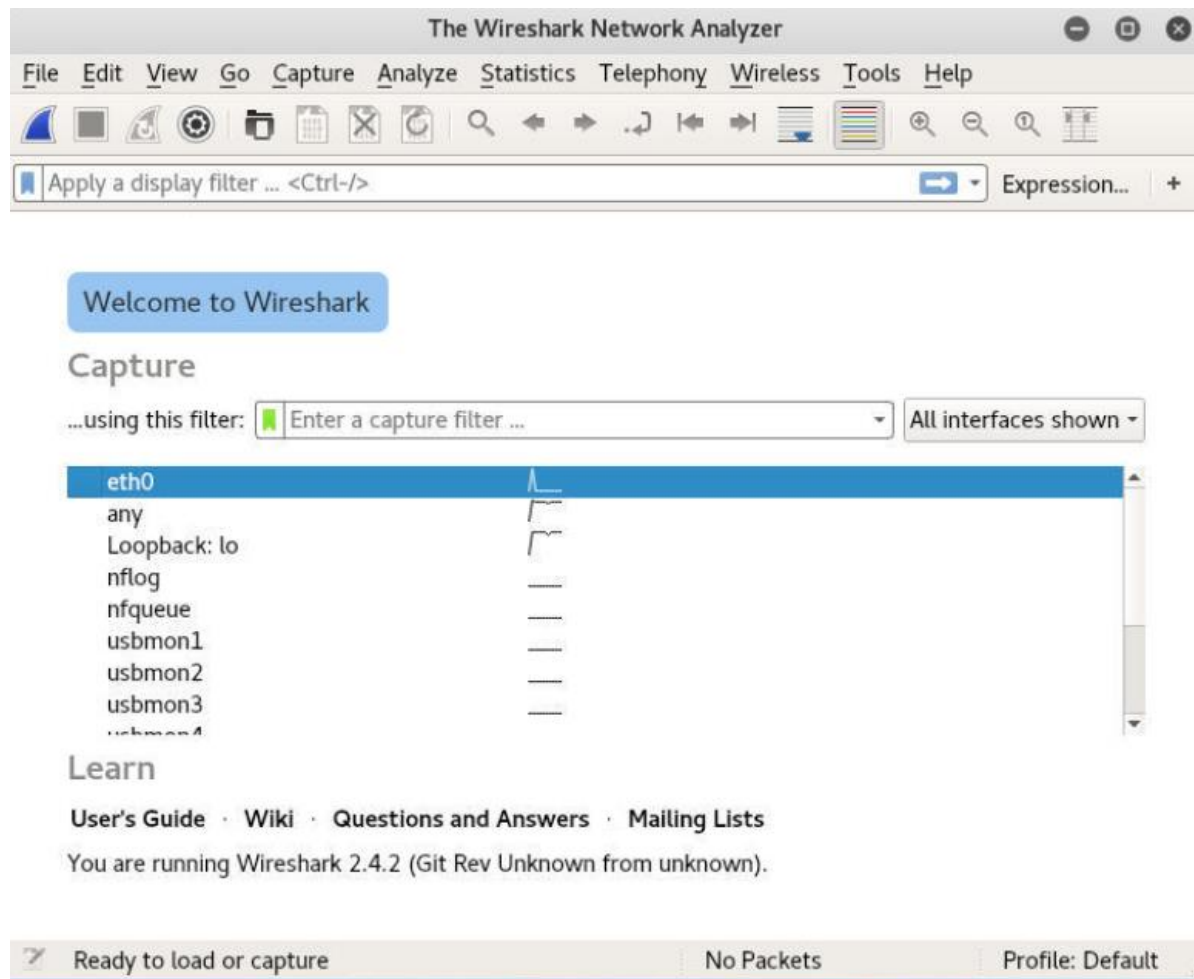 The Wireshark Network Analyzer
File Edit View Go Capture Analyze Statistics Telephony Wireless Tools Help
Apply a display filter ... <Ctrl-/> Expression... +
Welcome to Wireshark
Capture
...using this filter: Enter a capture filter ... All interfaces shown
eth0
any
Loopback: lo
nflog
nfqueue
usbmon1
usbmon2
usbmon3
usbmon4
Learn
User's Guide · Wiki · Questions and Answers · Mailing Lists
You are running Wireshark 2.4.2 (Git Rev Unknown from unknown).
Ready to load or capture No Packets Profile: Default